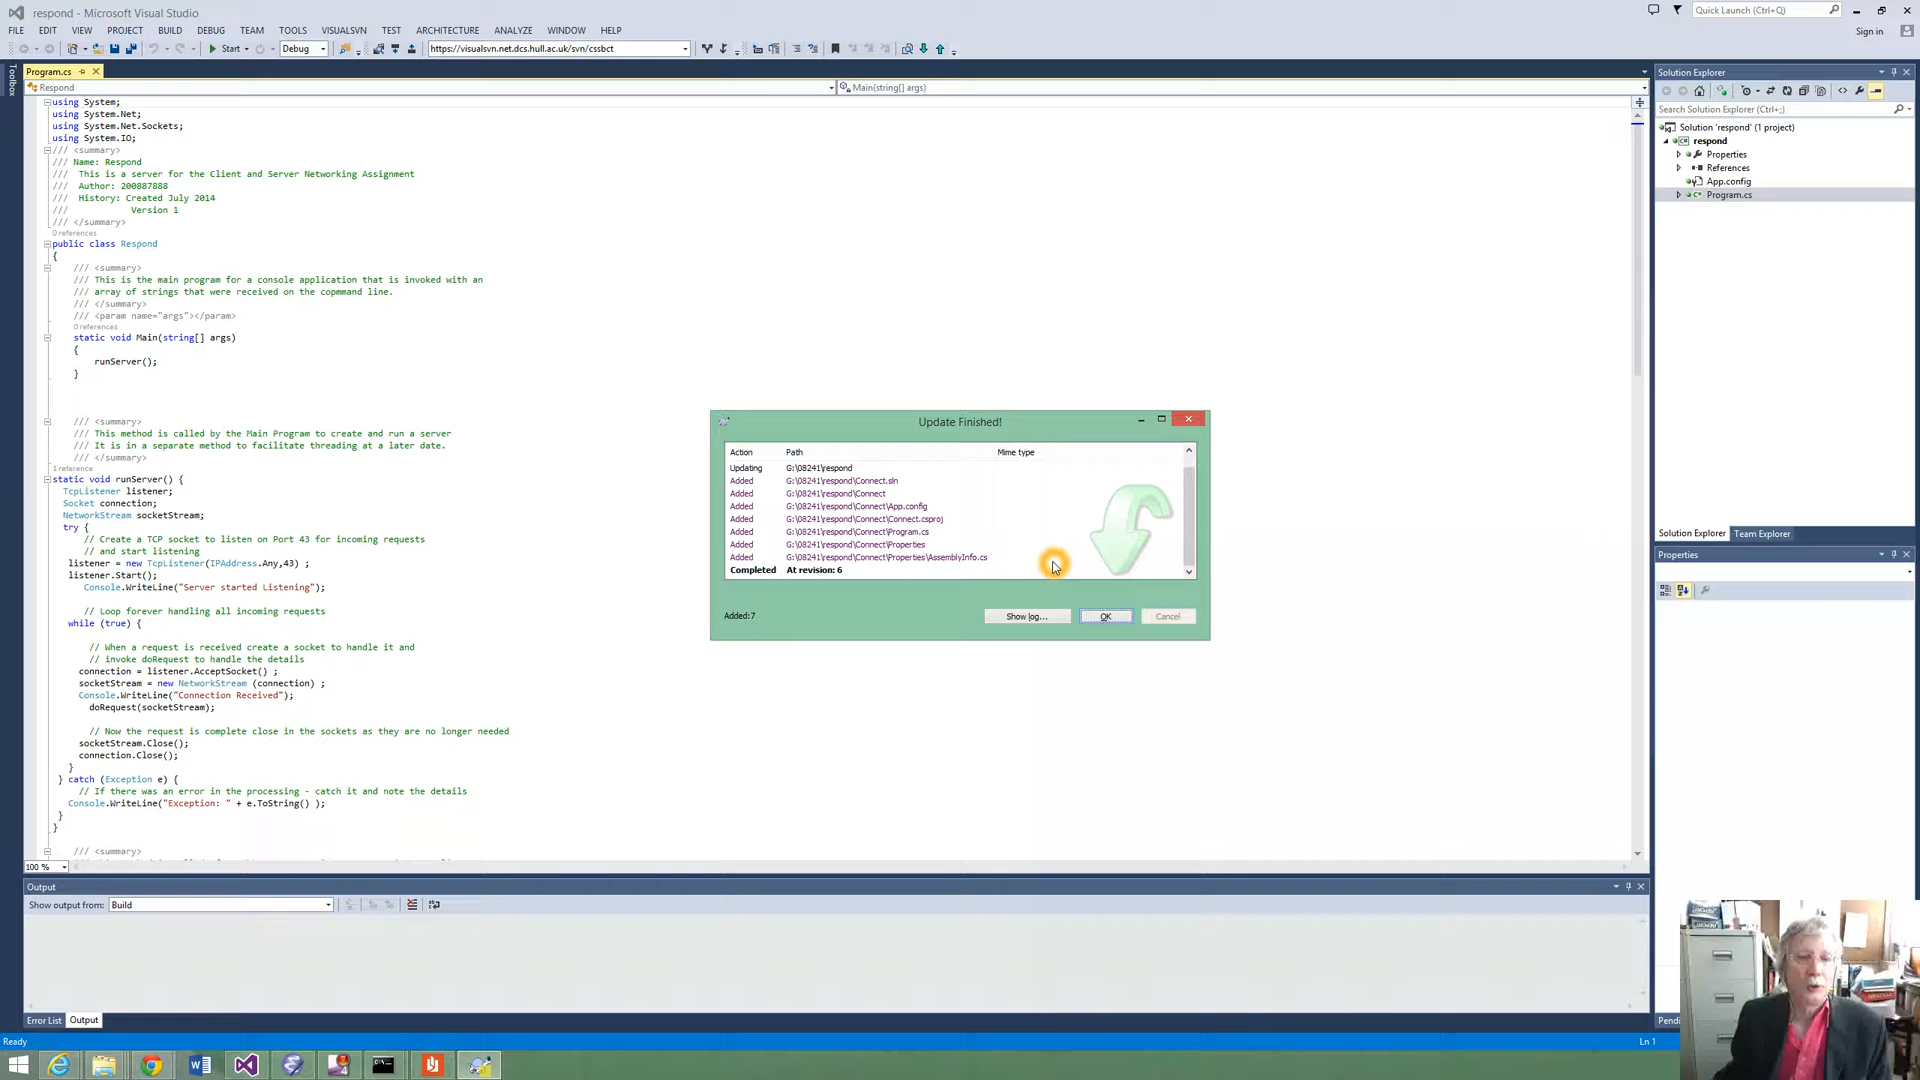 respond - Microsoft Visual Studio
Quick Launch (Ctrl+Q)
FILE EDIT VIEW PROJECT BUILD DEBUG TEAM TOOLS VISUALSVN TEST ARCHITECTURE ANALYZE WINDOW HELP
Sign in
Start Debug https://visualsvn.net.dcs.hull.ac.uk/svn/cssbct
Toolbox
Program.cs
Respond
Main(string[] args)
using System;
using System.Net;
using System.Net.Sockets;
using System.IO;
/// <summary>
/// Name: Respond
/// This is a server for the Client and Server Networking Assignment
/// Author: 200887888
/// History: Created July 2014
/// Version 1
/// </summary>
0 references
public class Respond
{
/// <summary>
/// This is the main program for a console application that is invoked with an
/// array of strings that were received on the copmmand line.
/// </summary>
/// <param name="args"></param>
0 references
static void Main(string[] args)
{
runServer();
}
/// <summary>
/// This method is called by the Main Program to create and run a server
/// It is in a separate method to facilitate threading at a later date.
/// </summary>
1 reference
static void runServer() {
TcpListener listener;
Socket connection;
NetworkStream socketStream;
try {
// Create a TCP socket to listen on Port 43 for incoming requests
// and start listening
listener = new TcpListener(IPAddress.Any,43) ;
listener.Start();
Console.WriteLine("Server started Listening");
// Loop forever handling all incoming requests
while (true) {
// When a request is received create a socket to handle it and
// invoke doRequest to handle the details
connection = listener.AcceptSocket() ;
socketStream = new NetworkStream (connection) ;
Console.WriteLine("Connection Received");
doRequest(socketStream);
// Now the request is complete close in the sockets as they are no longer needed
socketStream.Close();
connection.Close();
}
} catch (Exception e) {
// If there was an error in the processing - catch it and note the details
Console.WriteLine("Exception: " + e.ToString() );
}
}
/// <summary>
100 %
Update Finished!
Action Path Mime type
Updating G:\08241\respond
Added G:\08241\respond\Connect.sln
Added G:\08241\respond\Connect
Added G:\08241\respond\Connect\App.config
Added G:\08241\respond\Connect\Connect.csproj
Added G:\08241\respond\Connect\Program.cs
Added G:\08241\respond\Connect\Properties
Added G:\08241\respond\Connect\Properties\AssemblyInfo.cs
Completed At revision: 6
Added:7
Show log...
OK
Cancel
Solution Explorer
Search Solution Explorer (Ctrl+;)
Solution 'respond' (1 project)
respond
Properties
References
App.config
Program.cs
Solution Explorer Team Explorer
Properties
Output
Show output from: Build
Error List Output
Pendi
Ready
Ln 1